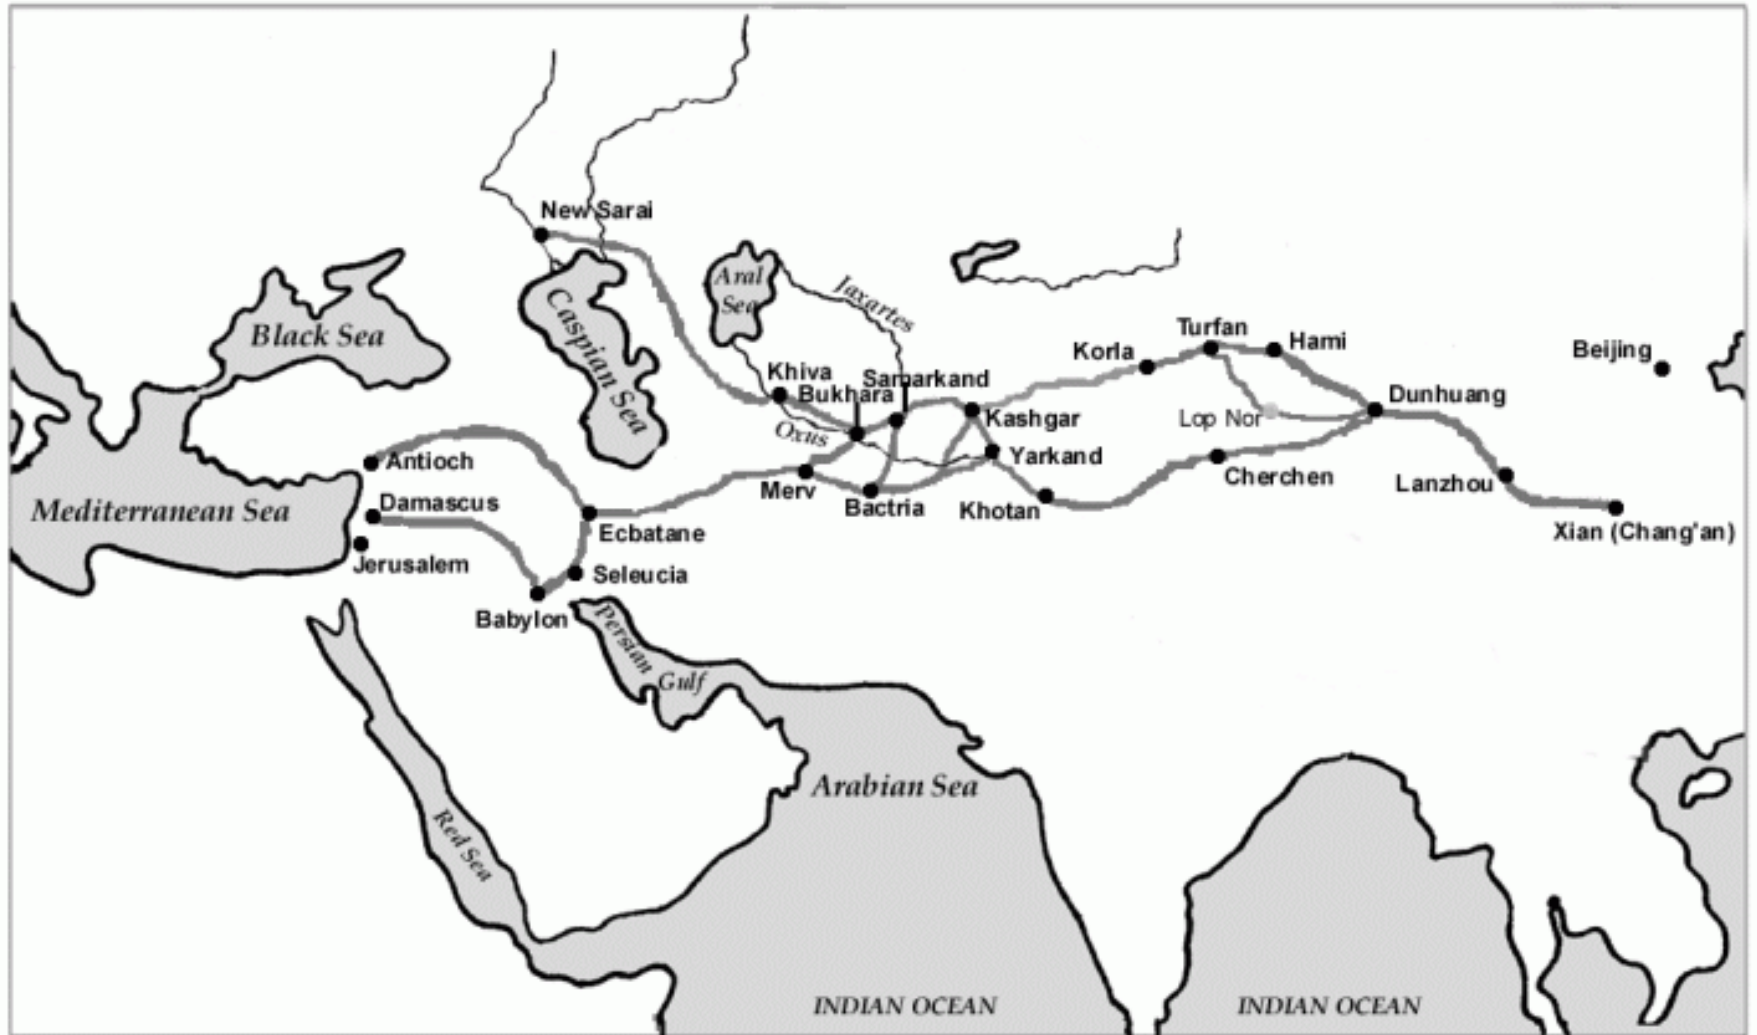 New Sarai
Aral
Sea
Jaxartes
Black Sea
Caspian Sea
Turfan
Hami
Korla
Beijing
Khiva
Samarkand
Bukhara
Dunhuang
Kashgar
Lop Nor
Oxus
Antioch
Yarkand
Merv
Cherchen
Lanzhou
Damascus
Bactria
Khotan
Mediterranean Sea
Ecbatane
Xian (Chang'an)
Jerusalem
Seleucia
Babylon
Persian
Gulf
Arabian Sea
Red Sea
INDIAN OCEAN
INDIAN OCEAN